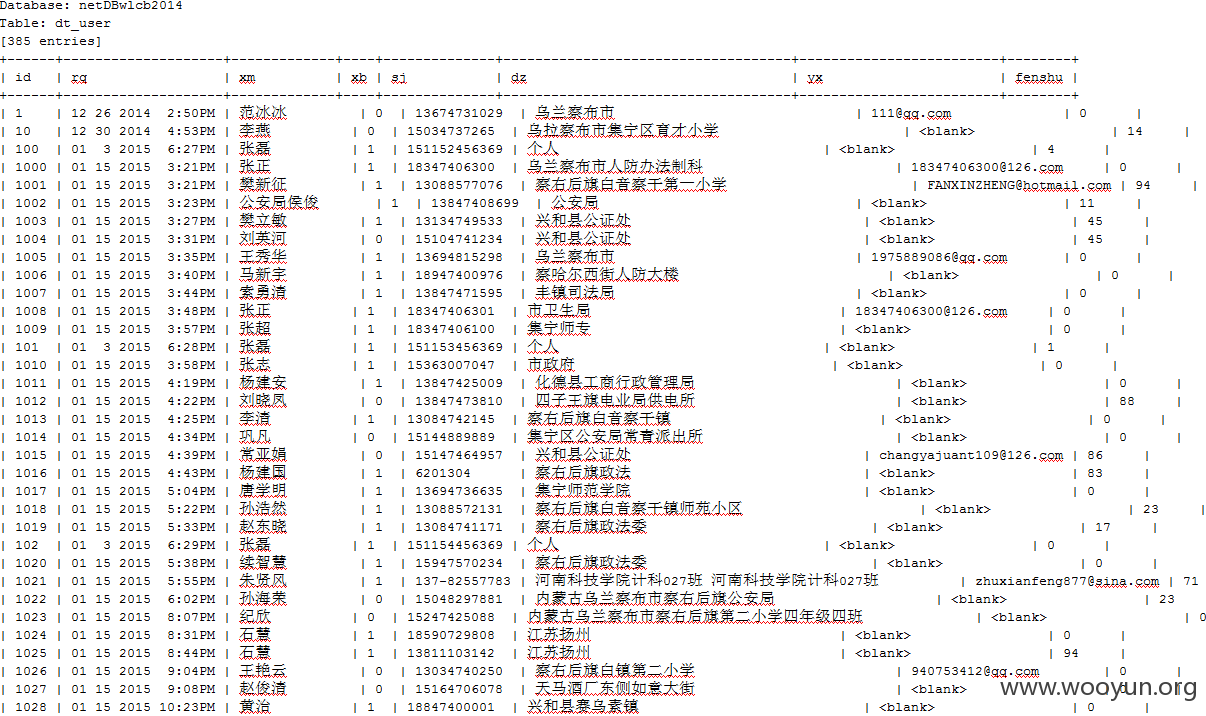 Database: netDBwlcb2014
Table: dt_user
[385 entries]
| id | rq | xm | xb | sj | dz | yx | fenshu |
| 1 | 12 26 2014 2:50PM | 范冰冰 | 0 | 13674731029 | 乌兰察布市 | 111@qq.com | 0 |
| 10 | 12 30 2014 4:53PM | 李燕 | 0 | 15034737265 | 乌拉察布市集宁区育才小学 | <blank> | 14 |
| 100 | 01 3 2015 6:27PM | 张磊 | 1 | 151152456369 | 个人 | <blank> | 4 |
| 1000 | 01 15 2015 3:21PM | 张正 | 1 | 18347406300 | 乌兰察布市人防办法制科 | 18347406300@126.com | 0 |
| 1001 | 01 15 2015 3:21PM | 樊新征 | 1 | 13088577076 | 察右后旗白音察干第一小学 | FANXINZHENG@hotmail.com | 94
| 1002 | 01 15 2015 3:23PM | 公安局侯俊 | 1 | 13847408699 | 公安局 | <blank> | 11 |
| 1003 | 01 15 2015 3:27PM | 樊立敏 | 1 | 13134749533 | 兴和县公证处 | <blank> | 45 |
| 1004 | 01 15 2015 3:31PM | 刘英河 | 0 | 15104741234 | 兴和县公证处 | <blank> | 45 |
| 1005 | 01 15 2015 3:35PM | 王秀华 | 1 | 13694815298 | 乌兰察布市 | 1975889086@qq.com | 0 |
| 1006 | 01 15 2015 3:40PM | 马新宇 | 1 | 18947400976 | 察哈尔西街人防大楼 | <blank> | 0 |
| 1007 | 01 15 2015 3:44PM | 索勇清 | 1 | 13847471595 | 丰镇司法局 | <blank> | 0 |
| 1008 | 01 15 2015 3:48PM | 张正 | 1 | 18347406301 | 市卫生局 | 18347406300@126.com | 0 |
| 1009 | 01 15 2015 3:57PM | 张超 | 1 | 18347406100 | 集宁师专 | <blank> | 0 |
| 101 | 01 3 2015 6:28PM | 张磊 | 1 | 151153456369 | 个人 | <blank> | 1 |
| 1010 | 01 15 2015 3:58PM | 张志 | 1 | 15363007047 | 市政府 | <blank> | 0 |
| 1011 | 01 15 2015 4:19PM | 杨建安 | 1 | 13847425009 | 化德县工商行政管理局 | <blank> | 0 |
| 1012 | 01 15 2015 4:22PM | 刘晓凤 | 0 | 13847473810 | 四子王旗电业局供电所 | <blank> | 88 |
| 1013 | 01 15 2015 4:25PM | 李清 | 1 | 13084742145 | 察右后旗白音察干镇 | <blank> | 0 |
| 1014 | 01 15 2015 4:34PM | 巩凡 | 0 | 15144889889 | 集宁区公安局常青派出所 | <blank> | 0 |
| 1015 | 01 15 2015 4:39PM | 常亚娟 | 0 | 15147464957 | 兴和县公证处 | changyajuant109@126.com | 86
| 1016 | 01 15 2015 4:43PM | 杨建国 | 1 | 6201304 | 察右后旗政法 | <blank> | 83 |
| 1017 | 01 15 2015 5:04PM | 唐学明 | 1 | 13694736635 | 集宁师范学院 | <blank> | 0 |
| 1018 | 01 15 2015 5:22PM | 孙浩然 | 1 | 13088572131 | 察右后旗白音察干镇师苑小区 | <blank> | 23 |
| 1019 | 01 15 2015 5:33PM | 赵东晓 | 1 | 13084741171 | 察右后旗政法委 | <blank> | 17 |
| 102 | 01 3 2015 6:29PM | 张磊 | 1 | 151154456369 | 个人 | <blank> | 0 |
| 1020 | 01 15 2015 5:38PM | 续智慧 | 1 | 15947570234 | 察右后旗政法委 | <blank> | 0 |
| 1021 | 01 15 2015 5:55PM | 朱贤风 | 1 | 137-82557783 | 河南科技学院计科027班 河南科技学院计科027班 | zhuxianfeng877@sina.com | 71
| 1022 | 01 15 2015 6:02PM | 孙海荣 | 0 | 15048297881 | 内蒙古乌兰察布市察右后旗公安局 | <blank> | 23
| 1023 | 01 15 2015 8:07PM | 纪欣 | 0 | 15247425088 | 内蒙古乌兰察布市察右后旗第二小学四年级四班 | <blank> | 0
| 1024 | 01 15 2015 8:31PM | 石慧 | 1 | 18590729808 | 江苏扬州 | <blank> | 0 |
| 1025 | 01 15 2015 8:44PM | 石慧 | 1 | 13811103142 | 江苏扬州 | <blank> | 94 |
| 1026 | 01 15 2015 9:04PM | 王艳云 | 0 | 13034740250 | 察右后旗白镇第二小学 | 940753412@qq.com | 0 |
| 1027 | 01 15 2015 9:08PM | 赵俊清 | 0 | 15164706078 | 天马酒厂东侧如意大街 | <blank> | 0 |
| 1028 | 01 15 2015 10:23PM | 黄治 | 1 | 18847400001 | 兴和县赛乌素镇 | <blank> | 0 |
www.wooyun.org